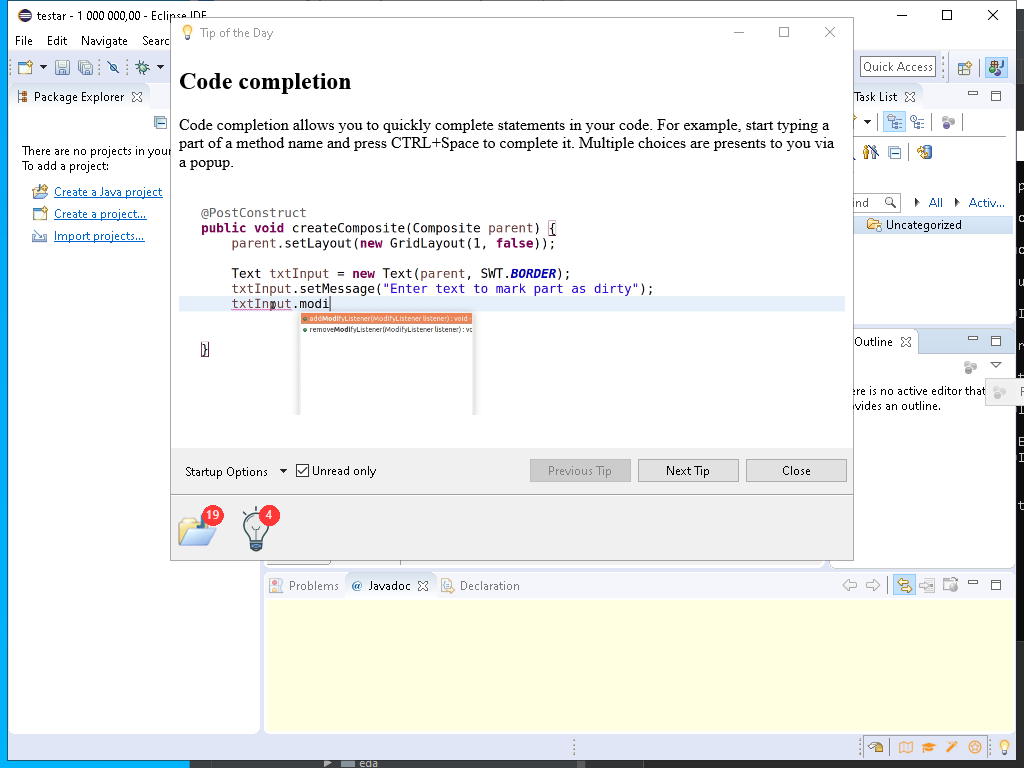 testar - 1 000 000,00 - Eclipse IDE
File Edit Navigate Searc
Quick Access
Package Explorer
There are no projects in your
To add a project:
Create a Java project
Create a project...
Import projects...
Tip of the Day
Code completion
Code completion allows you to quickly complete statements in your code. For example, start typing a
part of a method name and press CTRL+Space to complete it. Multiple choices are presents to you via
a popup.
@PostConstruct
public void createComposite(Composite parent) {
parent.setLayout(new GridLayout(1, false));
Text txtInput = new Text(parent, SWT.BORDER);
txtInput.setMessage("Enter text to mark part as dirty");
txtInput.modi
addModifyListener(ModifyListener listener) : void -
removeModifyListener(ModifyListener listener) : vo
}
Startup Options
Unread only
Previous Tip
Next Tip
Close
19
4
Task List
ind
All
Activ...
Uncategorized
Outline
ere is no active editor that
vides an outline.
Problems
@ Javadoc
Declaration
eda